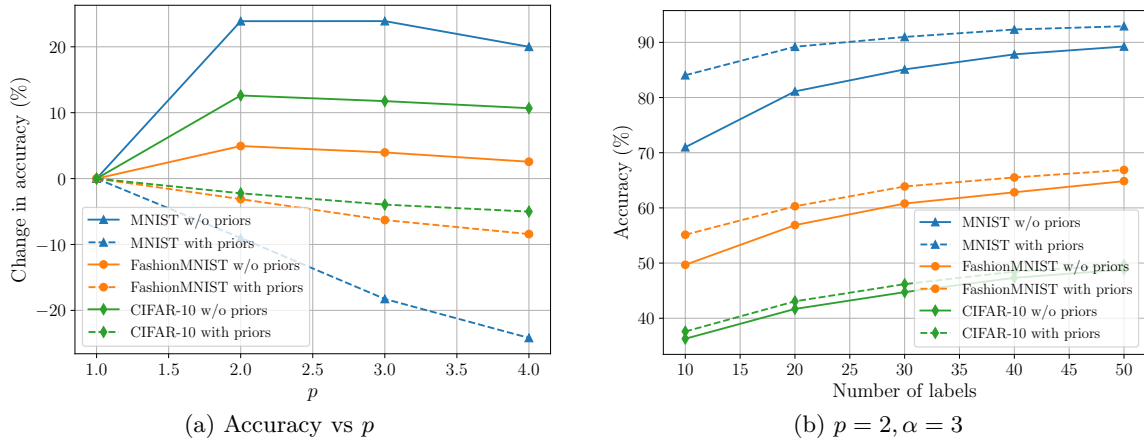 20
10
0
−10
−20
Change in accuracy (%)
MNIST w/o priors
MNIST with priors
FashionMNIST w/o priors
FashionMNIST with priors
CIFAR-10 w/o priors
CIFAR-10 with priors
1.0 1.5 2.0 2.5 3.0 3.5 4.0
p
(a) Accuracy vs p
90
80
70
60
50
40
Accuracy (%)
MNIST w/o priors
MNIST with priors
FashionMNIST w/o priors
FashionMNIST with priors
CIFAR-10 w/o priors
CIFAR-10 with priors
10 15 20 25 30 35 40 45 50
Number of labels
(b) p = 2, α = 3